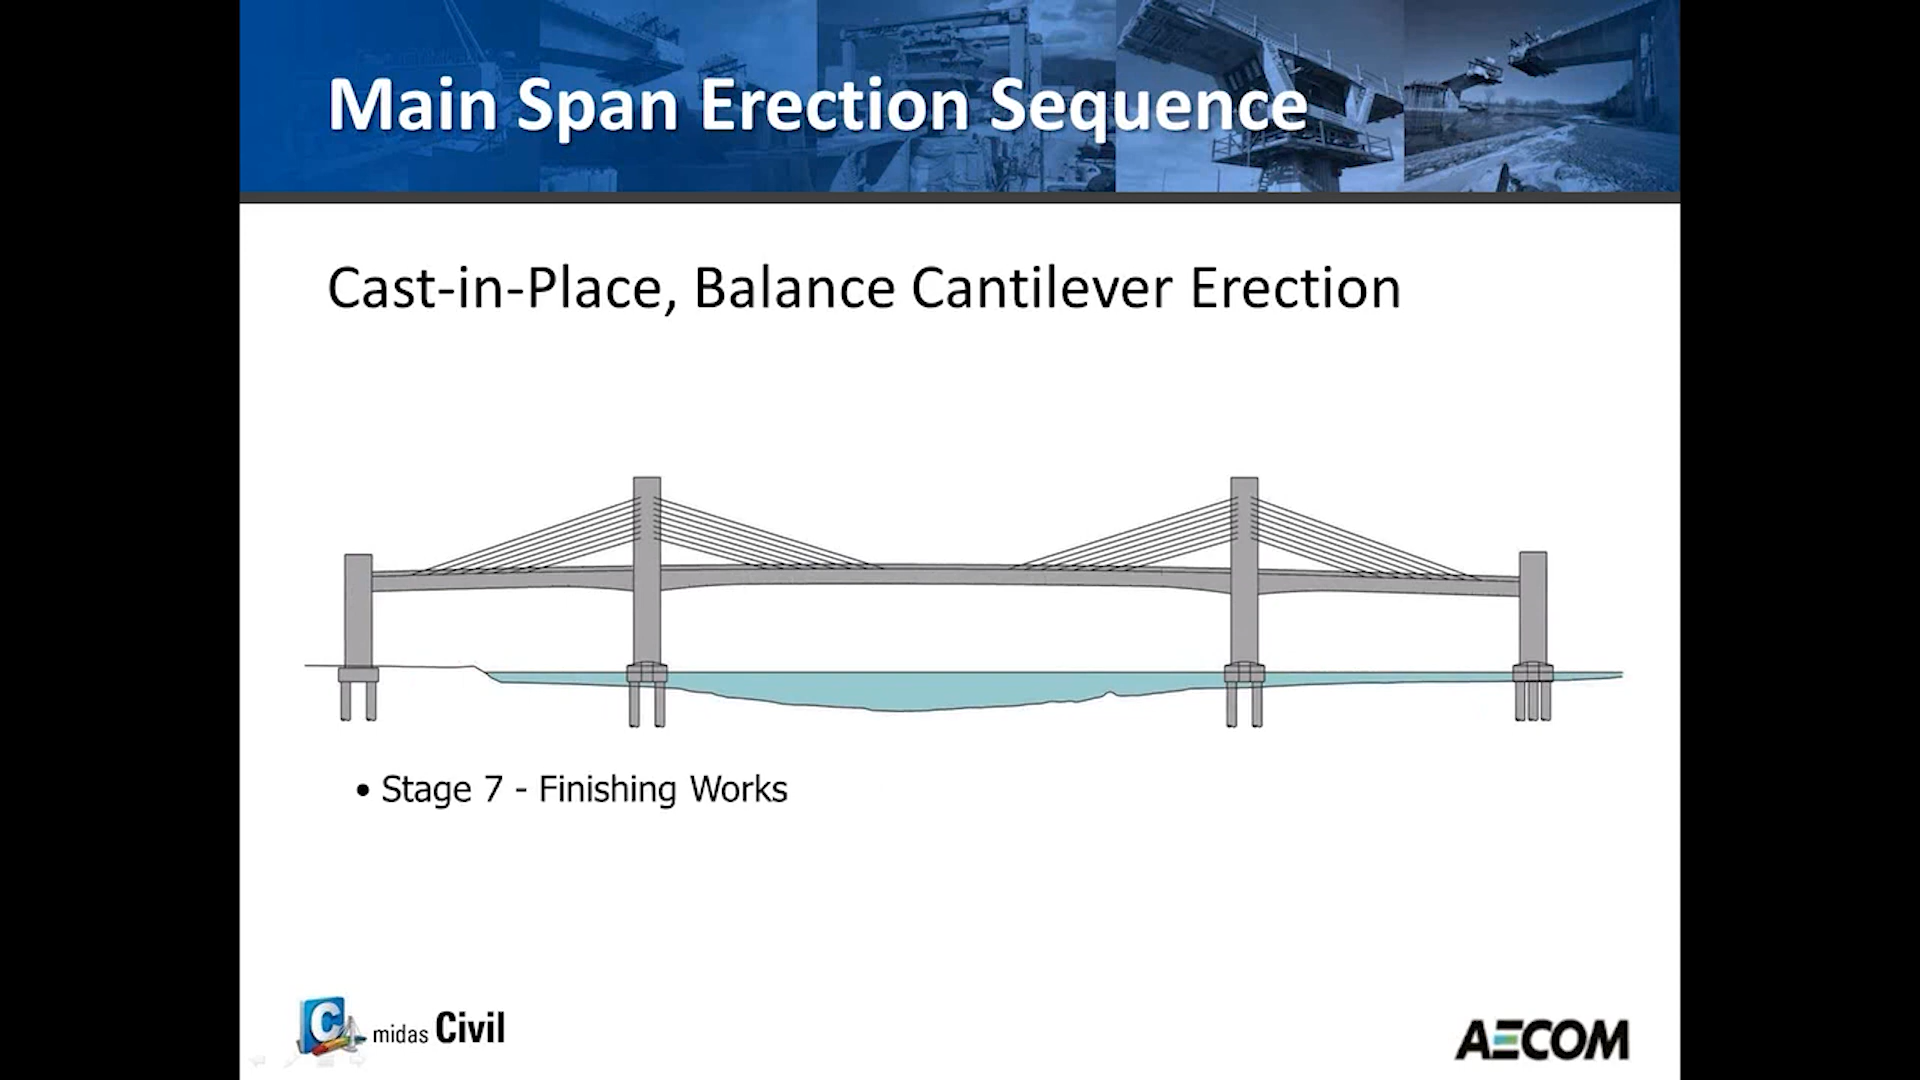 Main Span Erection Sequence
Cast-in-Place, Balance Cantilever Erection
• Stage 7 - Finishing Works
C midas Civil
AECOM